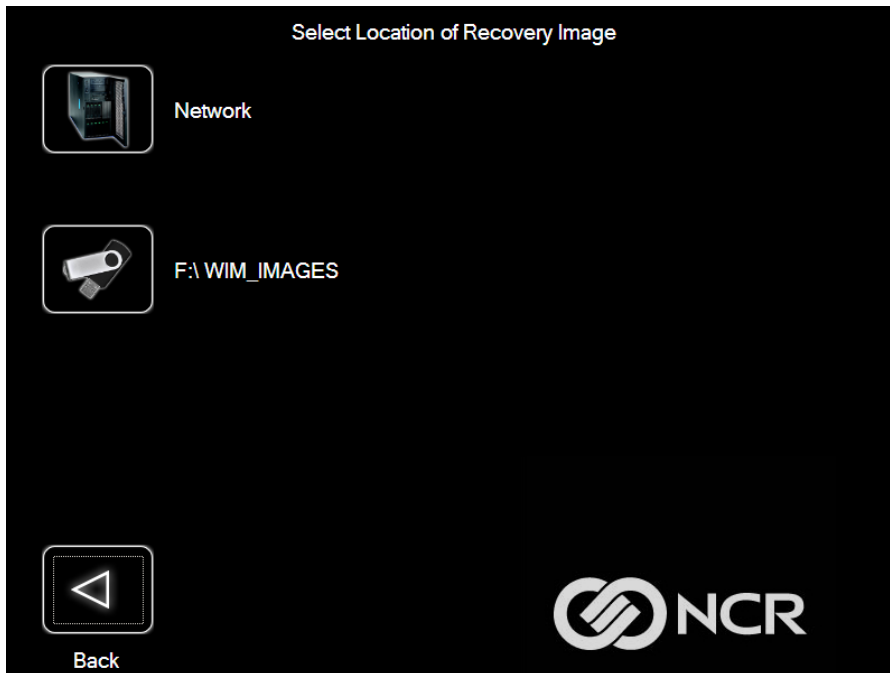 Select Location of Recovery Image
Network
F:\ WIM_IMAGES
NCR
Back